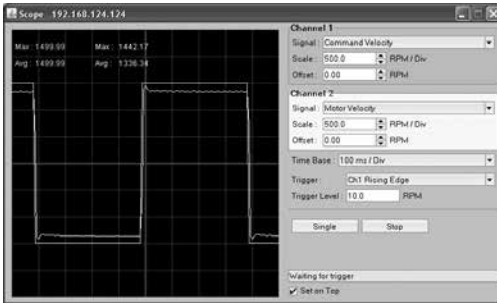 Scope 192.168.124.124
Max: 1499.99 Max: 1442.17
Avg: 1499.99 Avg: 1336.34
Channel 1
Signal: Command Velocity
Scale: 500.0 RPM / Div
Offset: 0.00 RPM
Channel 2
Signal: Motor Velocity
Scale: 500.0 RPM / Div
Offset: 0.00 RPM
Time Base: 100 ms / Div
Trigger: Ch1 Rising Edge
Trigger Level: 10.0 RPM
Single Stop
Waiting for trigger
Set on Top